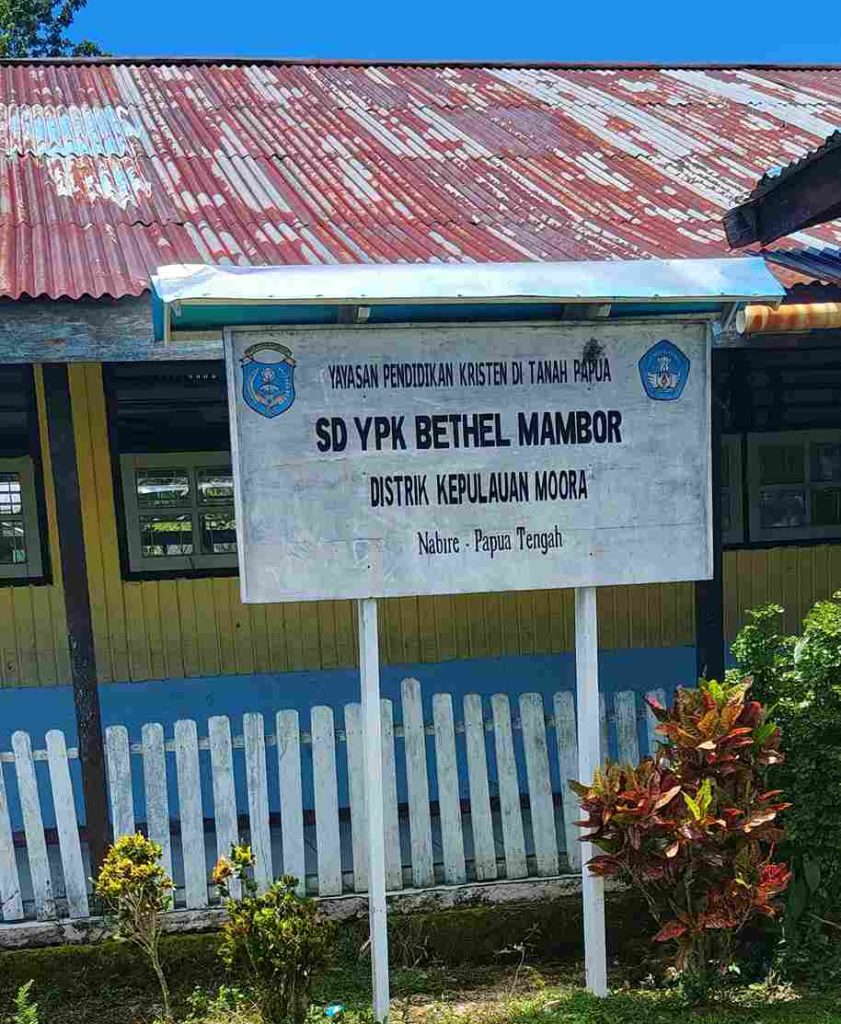 YAYASAN PENDIDIKAN KRISTEN DI TANAH PAPUA
SD YPK BETHEL MAMBOR
DISTRIK KEPULAUAN MOORA
Nabire - Papua Tengah